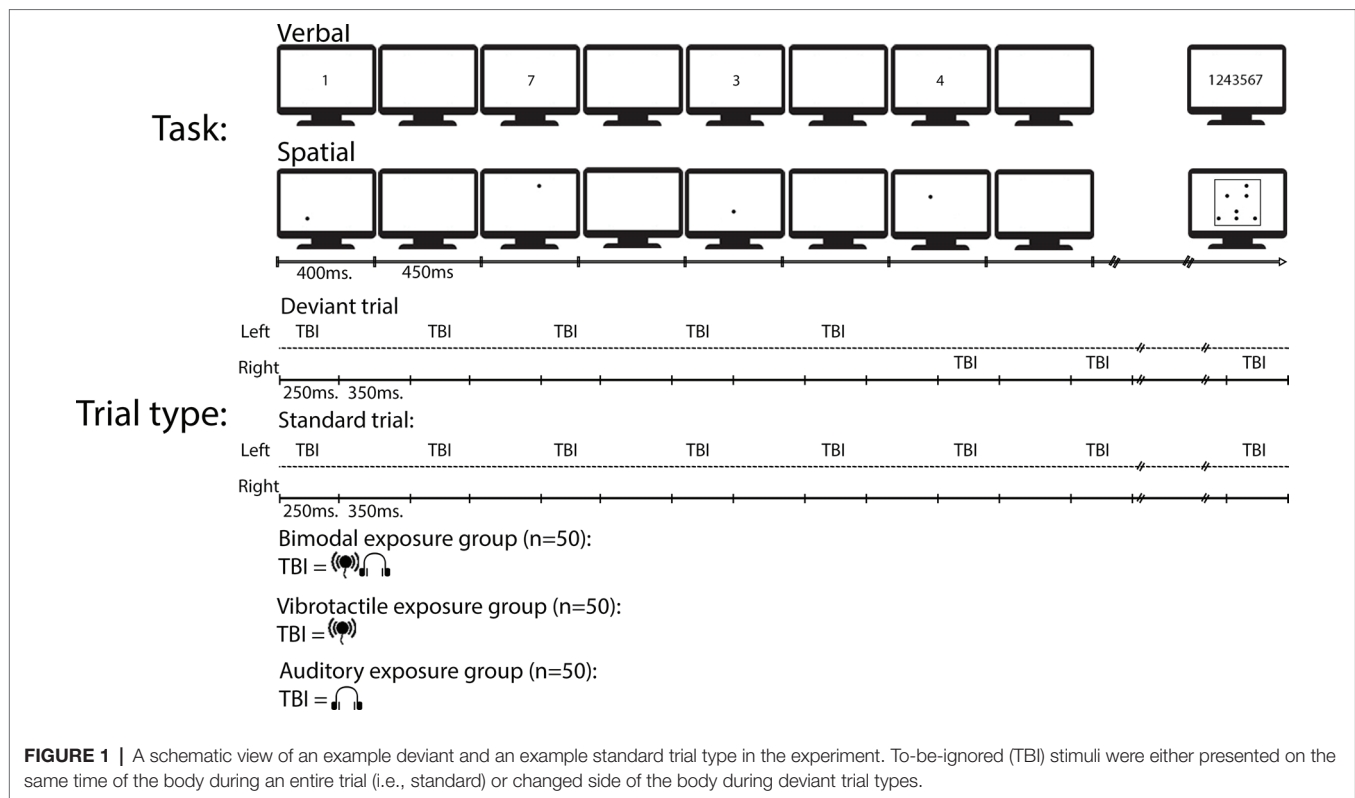 Verbal
1 7 3 4 1243567
Task:
Spatial
400ms. 450ms
Deviant trial
Left TBI TBI TBI TBI TBI
Right TBI TBI TBI
250ms. 350ms.
Trial type:
Standard trial:
Left TBI TBI TBI TBI TBI TBI TBI TBI
Right
250ms. 350ms.
Bimodal exposure group (n=50):
TBI =
Vibrotactile exposure group (n=50):
TBI =
Auditory exposure group (n=50):
TBI =
FIGURE 1 | A schematic view of an example deviant and an example standard trial type in the experiment. To-be-ignored (TBI) stimuli were either presented on the
same time of the body during an entire trial (i.e., standard) or changed side of the body during deviant trial types.